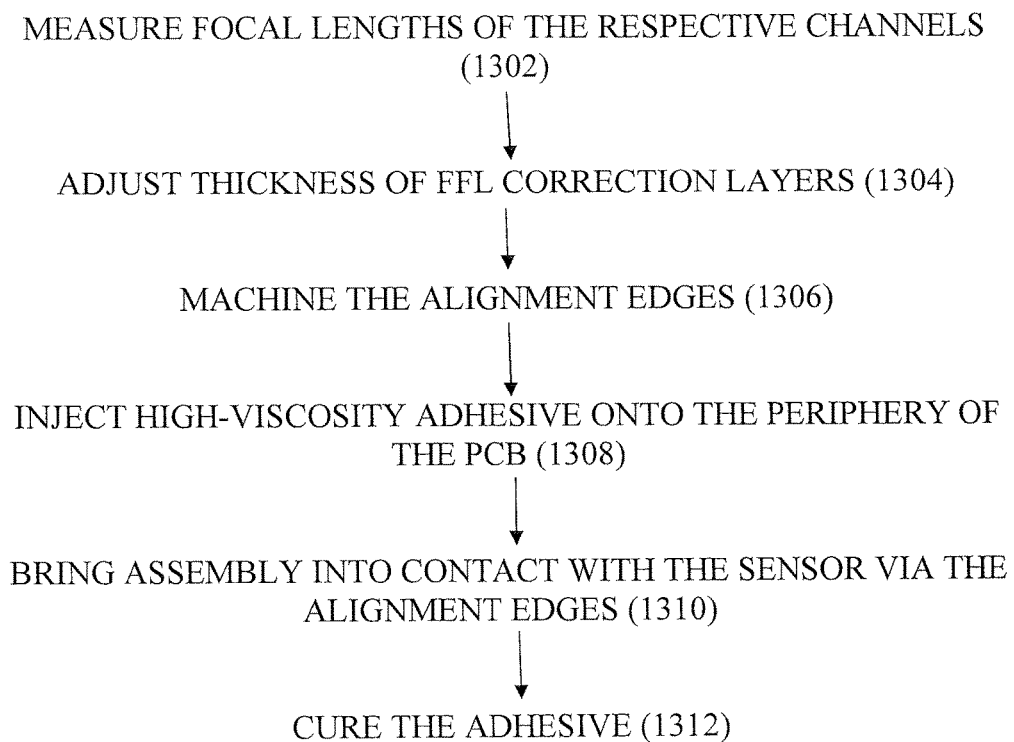 MEASURE FOCAL LENGTHS OF THE RESPECTIVE CHANNELS
(1302)
ADJUST THICKNESS OF FFL CORRECTION LAYERS (1304)
MACHINE THE ALIGNMENT EDGES (1306)
INJECT HIGH-VISCOSITY ADHESIVE ONTO THE PERIPHERY OF
THE PCB (1308)
BRING ASSEMBLY INTO CONTACT WITH THE SENSOR VIA THE
ALIGNMENT EDGES (1310)
CURE THE ADHESIVE (1312)